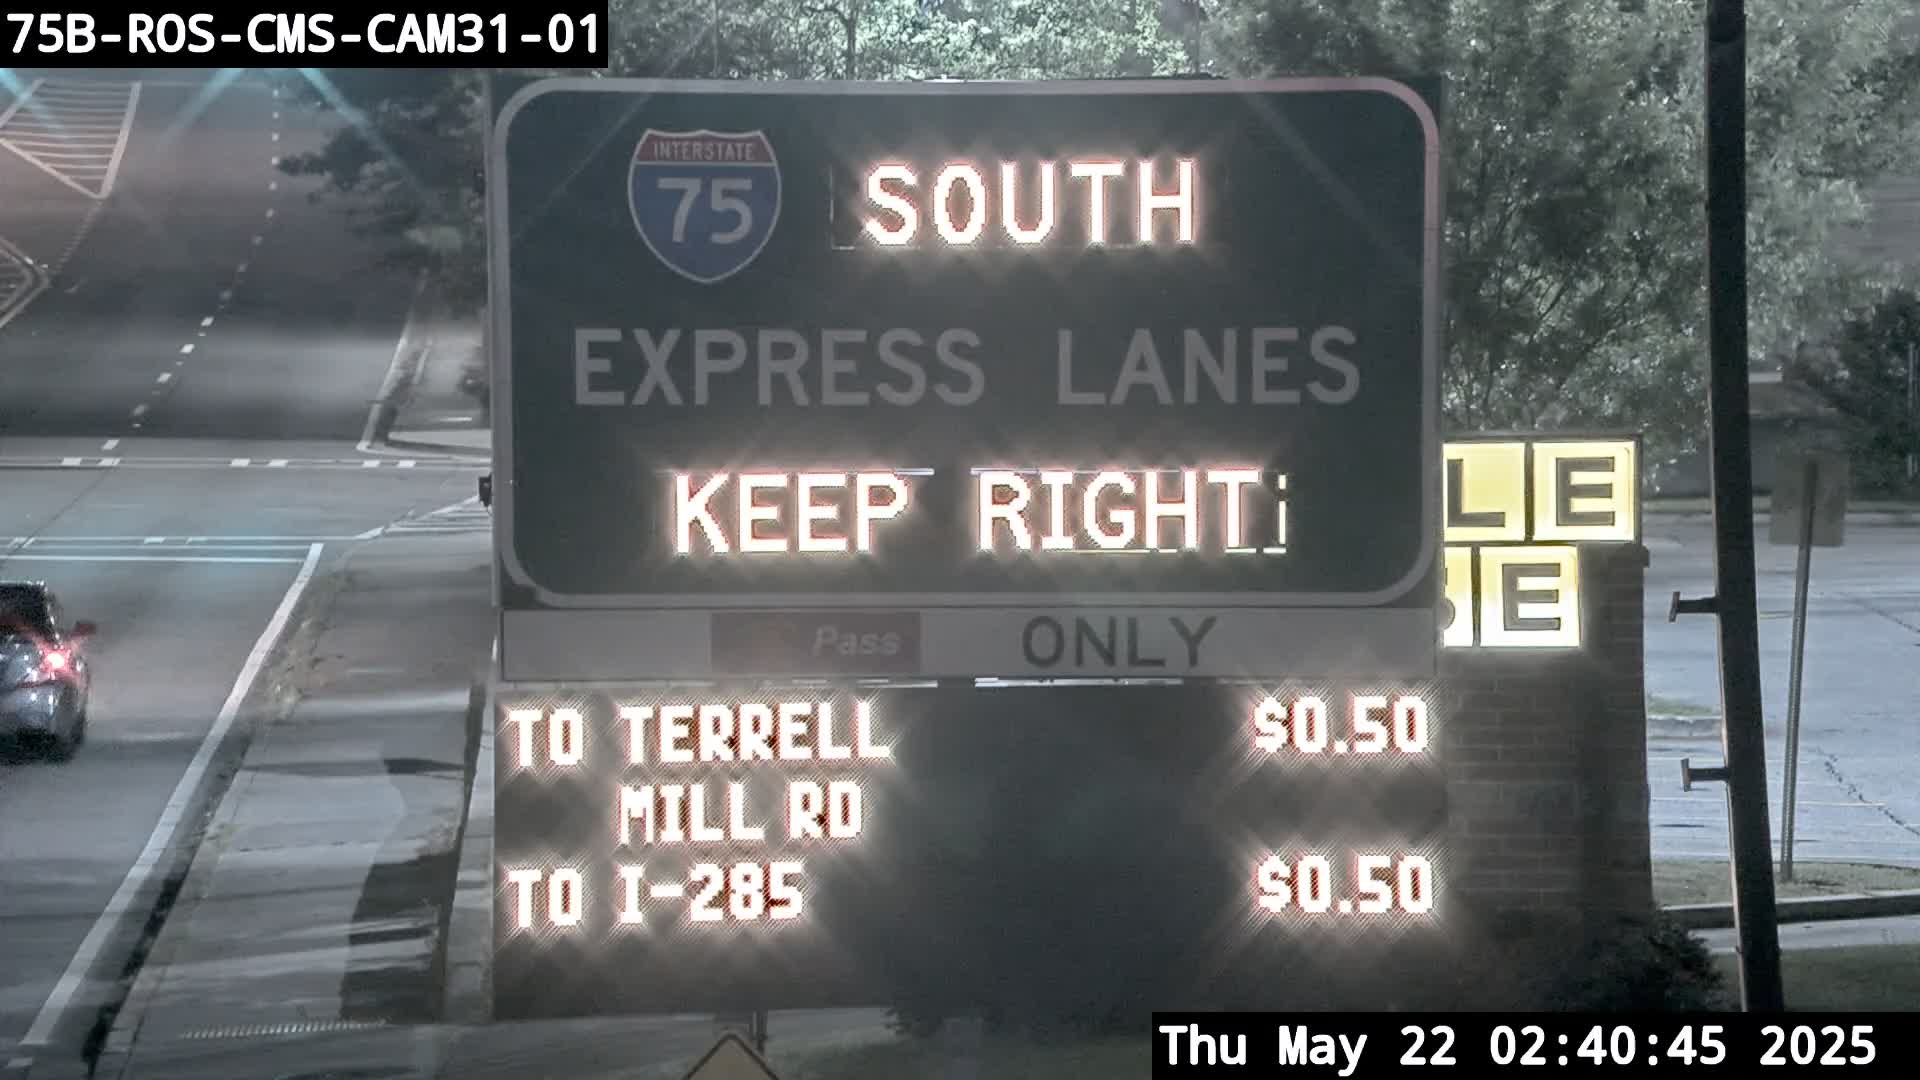 75B-ROS-CMS-CAM31-01
INTERSTATE
75
SOUTH
EXPRESS LANES
KEEP RIGHT
Pass ONLY
TO TERRELL $0.50
MILL RD
TO I-285 $0.50
LE
E
Thu May 22 02:40:45 2025